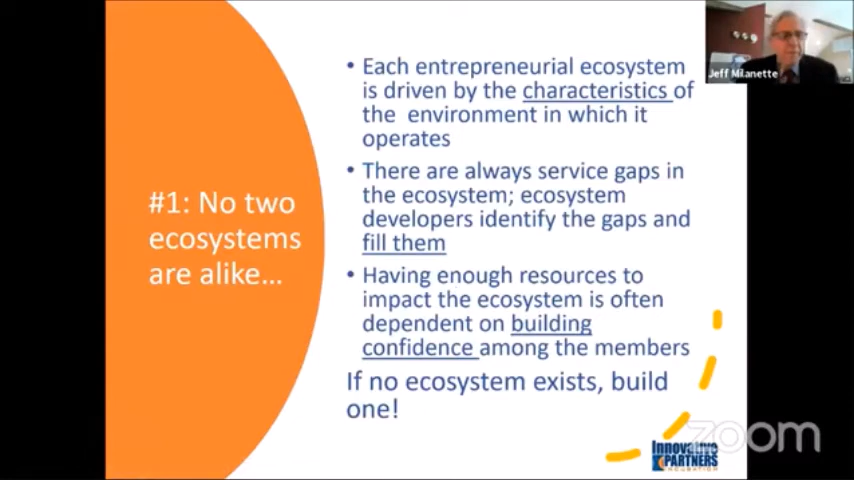 Jeff Milanette
#1: No two
ecosystems
are alike...
• Each entrepreneurial ecosystem
is driven by the characteristics of
the environment in which it
operates
• There are always service gaps in
the ecosystem; ecosystem
developers identify the gaps and
fill them
• Having enough resources to
impact the ecosystem is often
dependent on building
confidence among the members
If no ecosystem exists, build
one!
Innovative
PARTNERS
INCUBATION
zoom